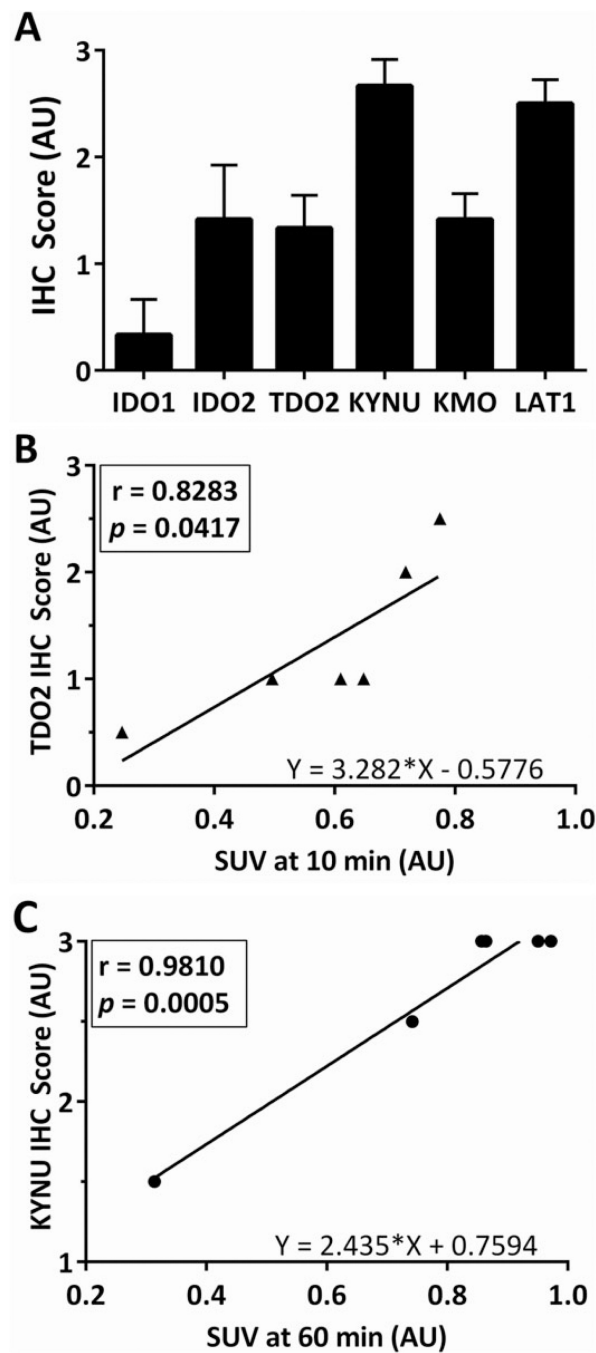 A
3
2
1
0
IHC Score (AU)
IDO1 IDO2 TDO2 KYNU KMO LAT1
B
r = 0.8283
p = 0.0417
3
2
1
0
TDO2 IHC Score (AU)
Y = 3.282*X - 0.5776
0.2 0.4 0.6 0.8 1.0
SUV at 10 min (AU)
C
r = 0.9810
p = 0.0005
3
2
1
KYNU IHC Score (AU)
Y = 2.435*X + 0.7594
0.2 0.4 0.6 0.8 1.0
SUV at 60 min (AU)